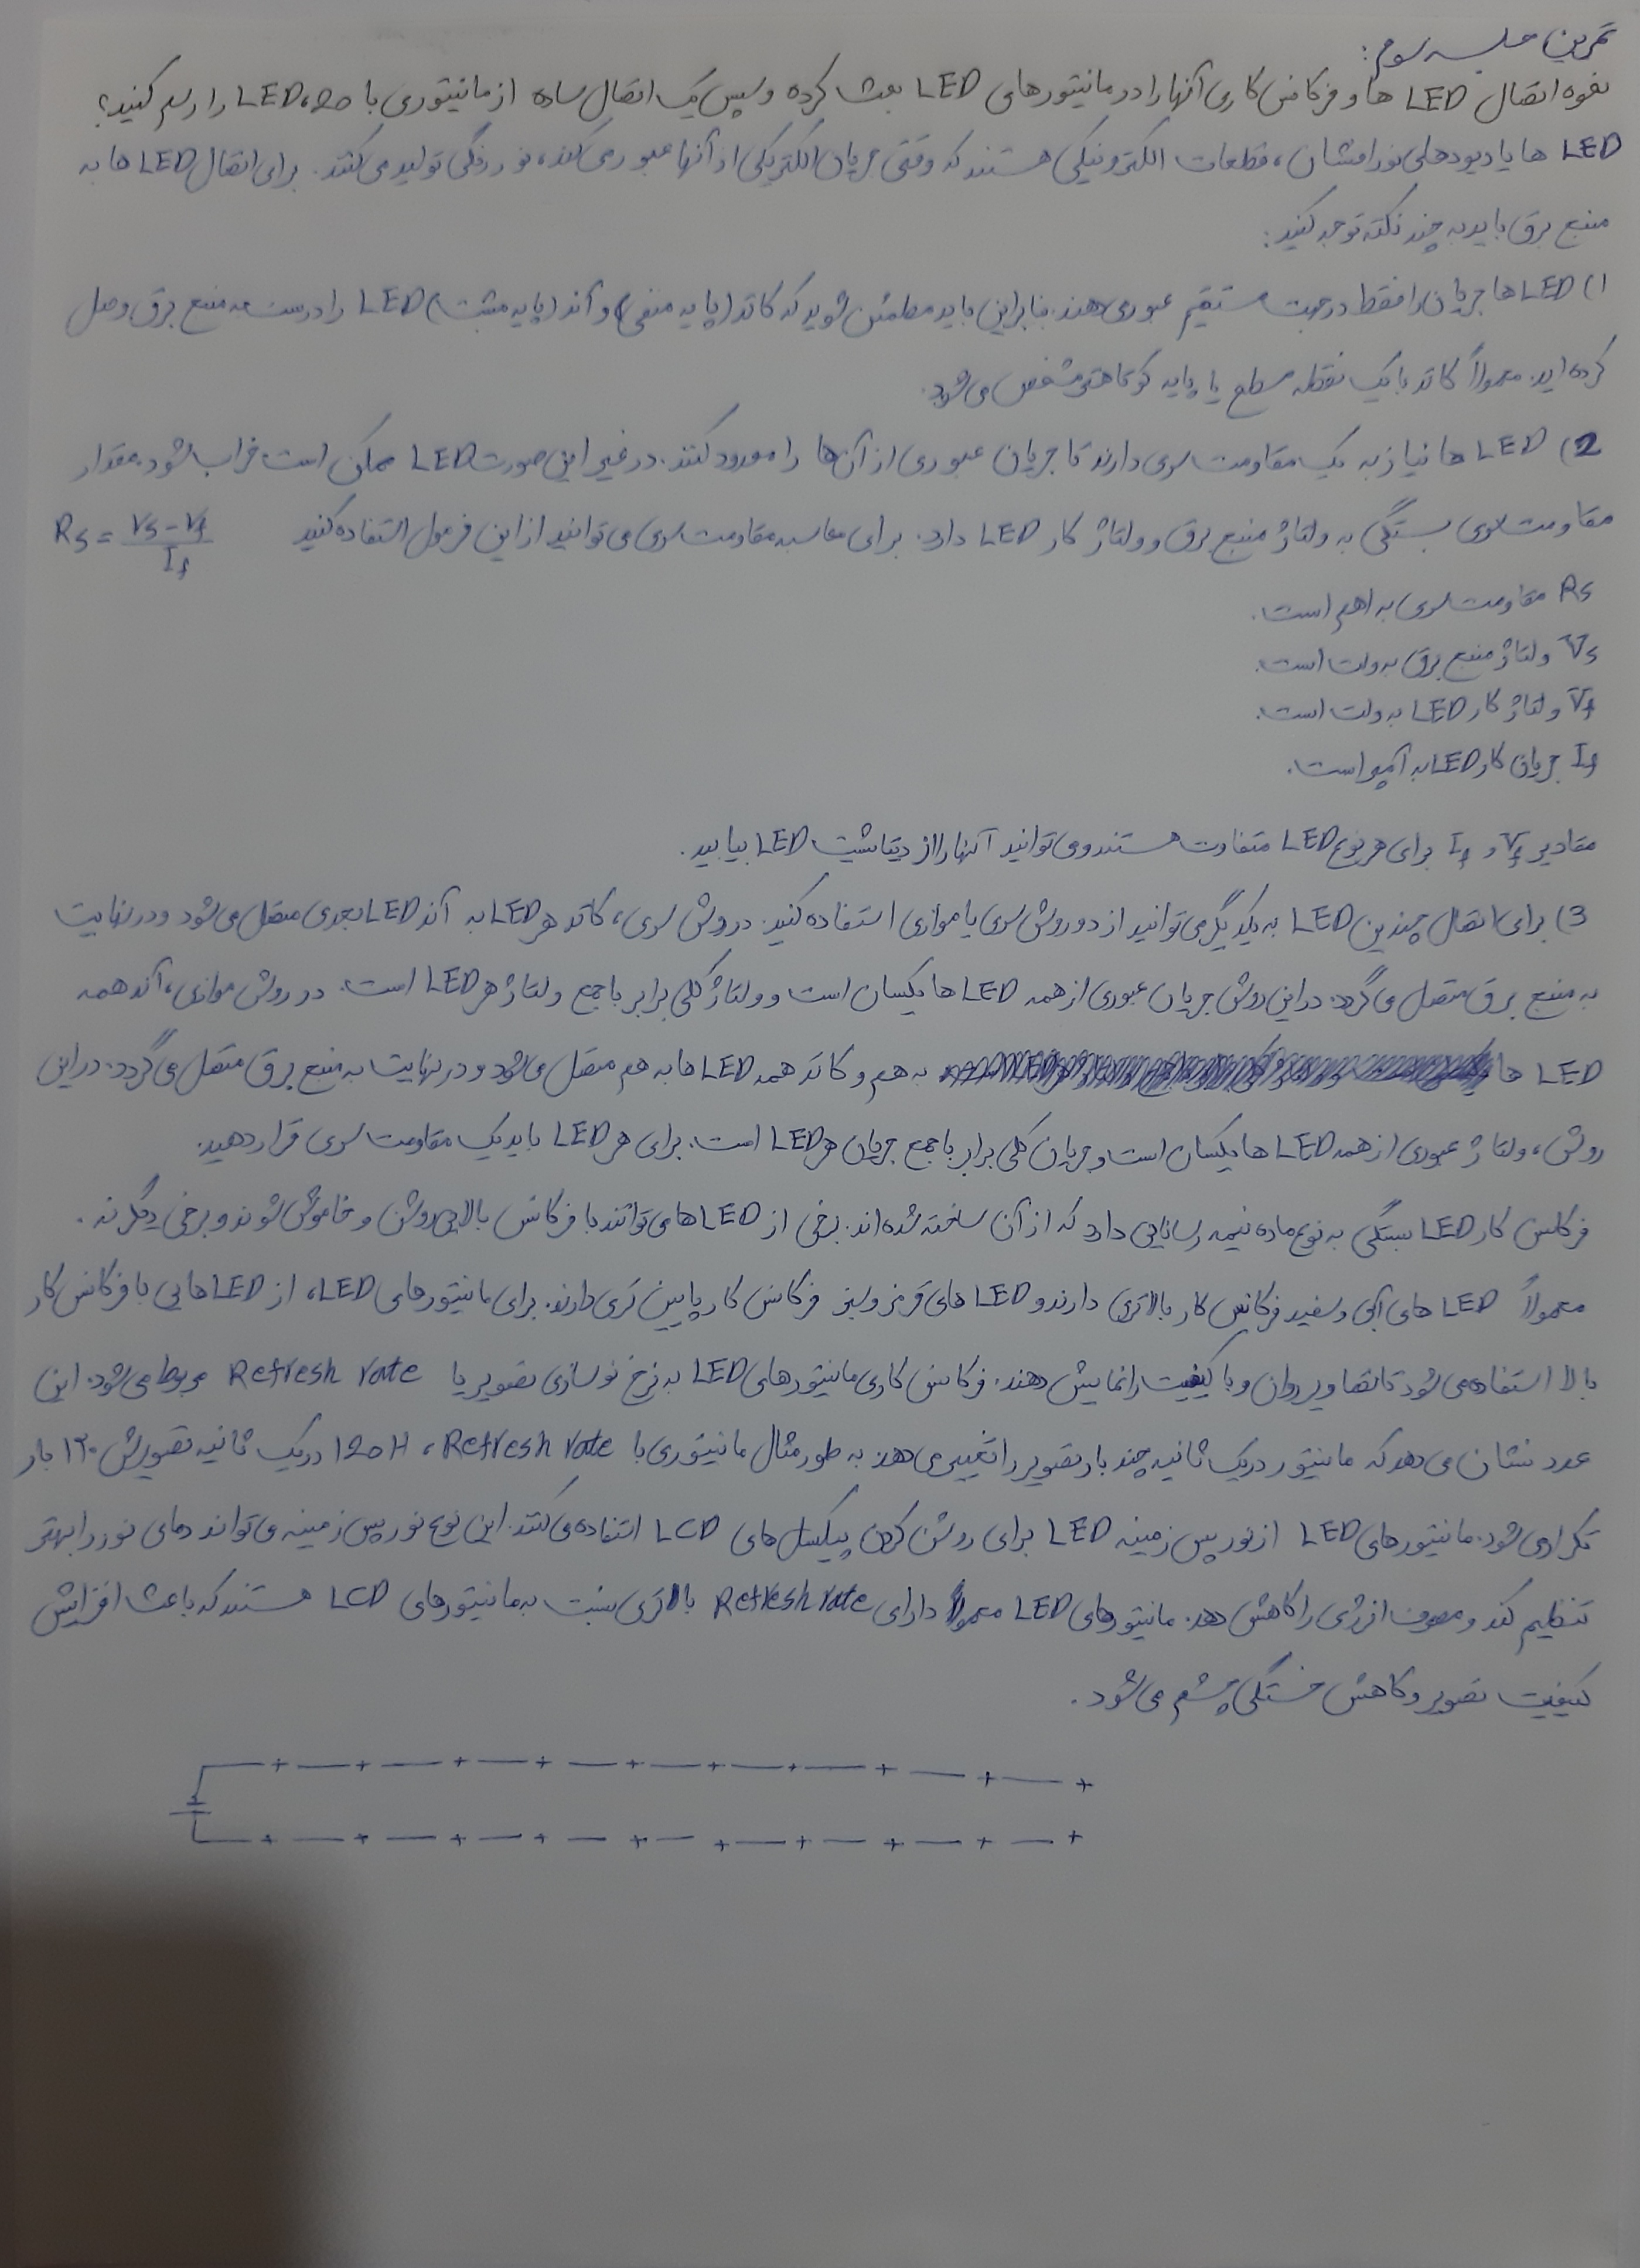 تمرین جلسه سوم:
نحوه اتصال LED ها و فرکانس کاری آنها را در مانیتورهای LED بحث کرده و سپس یک اتصال ساده از مانیتوری با 20 LED، را رسم کنید؟
LED ها یا دیودهای نور افشان، قطعات الکترونیکی هستند که وقتی جریان الکتریکی از آنها عبور می کند، نور رنگی تولید می کنند. برای اتصال LED ها به
منبع برق باید به چند نکته توجه کنید:
1) LED ها جریان را فقط در جهت مستقیم عبور می دهند. بنابراین باید مطمئن شوید که کاتد (پایه منفی) و آند (پایه مثبت) LED را درست به منبع برق وصل
کرده اید. معمولاً کاتد با یک نقطه مسطح یا پایه کوتاهتر مشخص می شود.
2) LED ها نیاز به یک مقاومت سری دارند تا جریان عبوری از آن ها را محدود کنند. در غیر این صورت LED ممکن است خراب شود. مقدار
مقاومت سری بستگی به ولتاژ منبع برق و ولتاژ کار LED دارد. برای محاسبه مقاومت سری می توانید از این فرمول استفاده کنید Rs = (Vs - Vf) / If
Rs مقاومت سری به اهم است.
Vs ولتاژ منبع برق به ولت است.
Vf ولتاژ کار LED به ولت است.
If جریان کار LED به آمپر است.
مقادیر Vf و If برای هر نوع LED متفاوت هستند و می توانید آنها را از دیتاشیت LED بیابید.
3) برای اتصال چندین LED به یکدیگر می توانید از دو روش سری یا موازی استفاده کنید. در روش سری، کاتد هر LED به آند LED بعدی متصل می شود و در نهایت
به منبع برق متصل می گردد. در این روش جریان عبوری از همه LED ها یکسان است و ولتاژ کلی برابر با جمع ولتاژ هر LED است. در روش موازی، آند همه
LED ها به هم و کاتد همه LED ها به هم متصل می شود و در نهایت به منبع برق متصل می گردد. در این
روش، ولتاژ عبوری از همه LED ها یکسان است و جریان کلی برابر با جمع جریان هر LED است. برای هر LED باید یک مقاومت سری قرار دهید.
فرکانس کار LED بستگی به نوع ماده نیمه رسانایی دارد که از آن ساخته شده اند. برخی از LED ها می توانند با فرکانس بالایی روشن و خاموش شوند و برخی دیگر نه.
معمولاً LED های آبی و سفید فرکانس کار بالاتری دارند و LED های قرمز و سبز فرکانس کار پایین تری دارند. برای مانیتورهای LED، از LED هایی با فرکانس کار
بالا استفاده می شود تا تصاویر روان و با کیفیت را نمایش دهند. فرکانس کاری مانیتورهای LED به نرخ نوسازی تصویر یا Refresh rate مربوط می شود. این
عدد نشان می دهد که مانیتور در یک ثانیه چند بار تصویر را تغییر می دهد. به طور مثال مانیتوری با Refresh rate، 120H در یک ثانیه تصویرش ۱۲۰ بار
تکرار می شود. مانیتورهای LED از نور پس زمینه LED برای روشن کردن پیکسل های LCD استفاده می کنند. این نوع نور پس زمینه می تواند دمای نور را بهتر
تنظیم کند و مصرف انرژی را کاهش دهد. مانیتورهای LED معمولاً دارای Refresh rate بالاتری نسبت به مانیتورهای LCD هستند که باعث افزایش
کیفیت تصویر و کاهش خستگی چشم می شود.
+ — + — + — + — + — + — + — + — + — +
+ — + — + — + — + — + — + — + — + — +